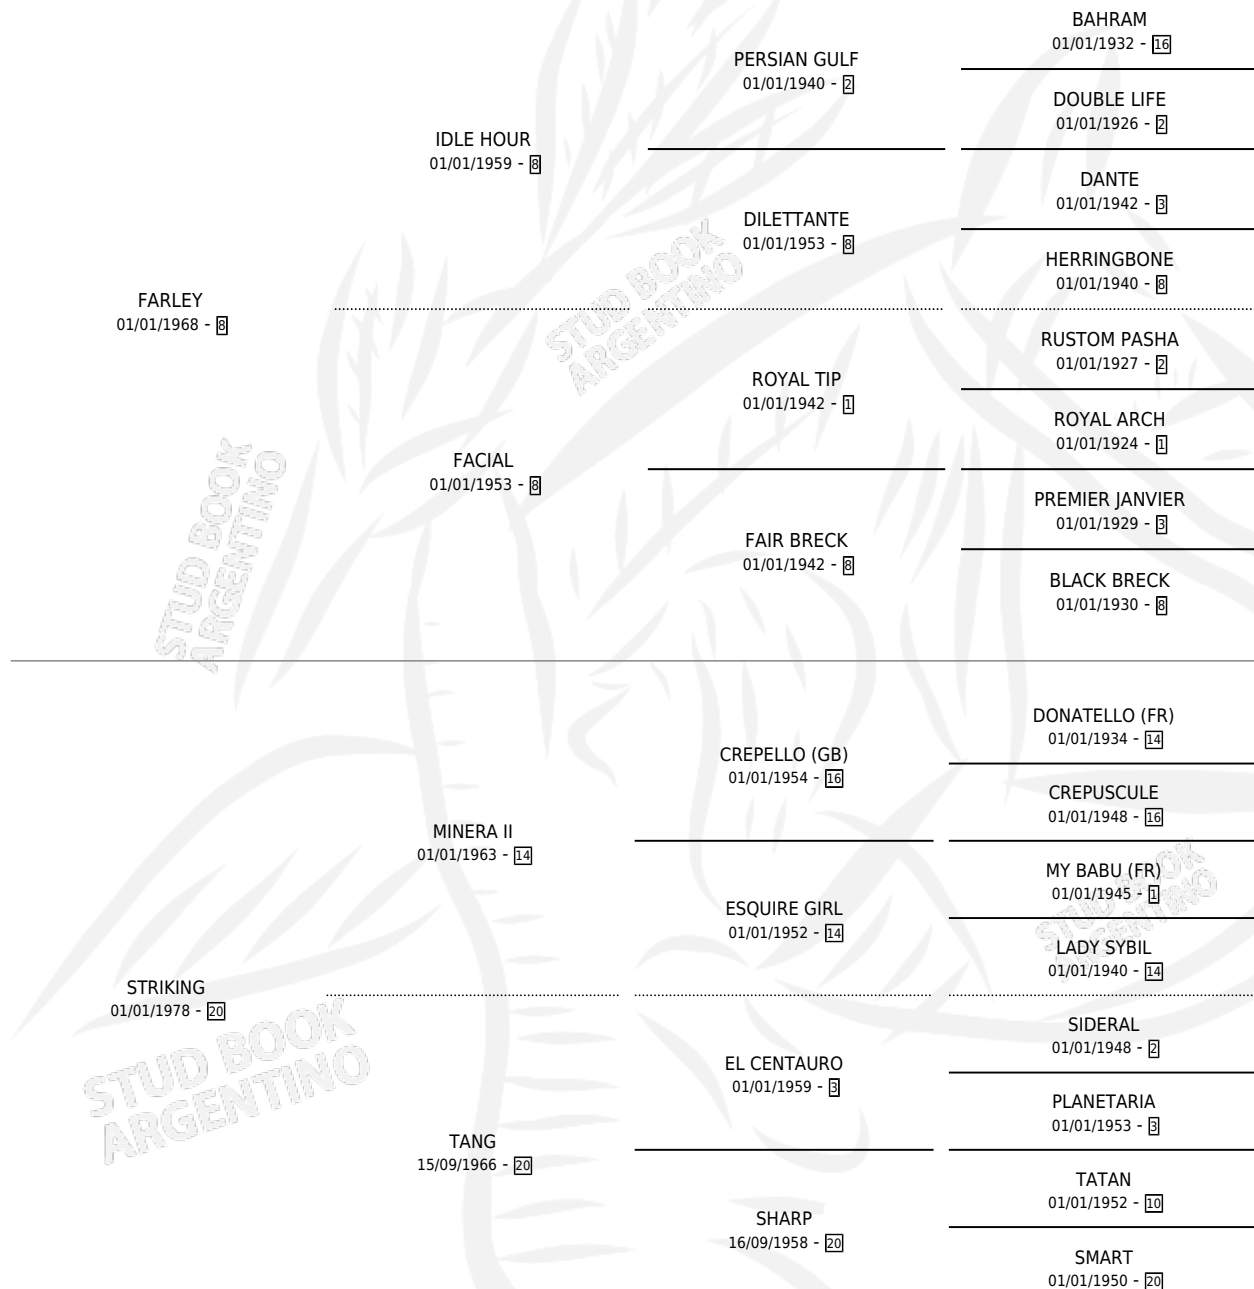 FARLEY
01/01/1968 - 8
IDLE HOUR
01/01/1959 - 8
FACIAL
01/01/1953 - 8
PERSIAN GULF
01/01/1940 - 2
DILETTANTE
01/01/1953 - 8
ROYAL TIP
01/01/1942 - 1
FAIR BRECK
01/01/1942 - 8
BAHRAM
01/01/1932 - 16
DOUBLE LIFE
01/01/1926 - 2
DANTE
01/01/1942 - 3
HERRINGBONE
01/01/1940 - 8
RUSTOM PASHA
01/01/1927 - 2
ROYAL ARCH
01/01/1924 - 1
PREMIER JANVIER
01/01/1929 - 3
BLACK BRECK
01/01/1930 - 8
STUD BOOK
ARGENTINO
STUD BOOK
ARGENTINO
STRIKING
01/01/1978 - 20
MINERA II
01/01/1963 - 14
TANG
15/09/1966 - 20
CREPELLO (GB)
01/01/1954 - 16
ESQUIRE GIRL
01/01/1952 - 14
EL CENTAURO
01/01/1959 - 3
SHARP
16/09/1958 - 20
DONATELLO (FR)
01/01/1934 - 14
CREPUSCULE
01/01/1948 - 16
MY BABU (FR)
01/01/1945 - 1
LADY SYBIL
01/01/1940 - 14
SIDERAL
01/01/1948 - 2
PLANETARIA
01/01/1953 - 3
TATAN
01/01/1952 - 10
SMART
01/01/1950 - 20
STUD BOOK
ARGENTINO
STUD BOOK
ARGENTINO